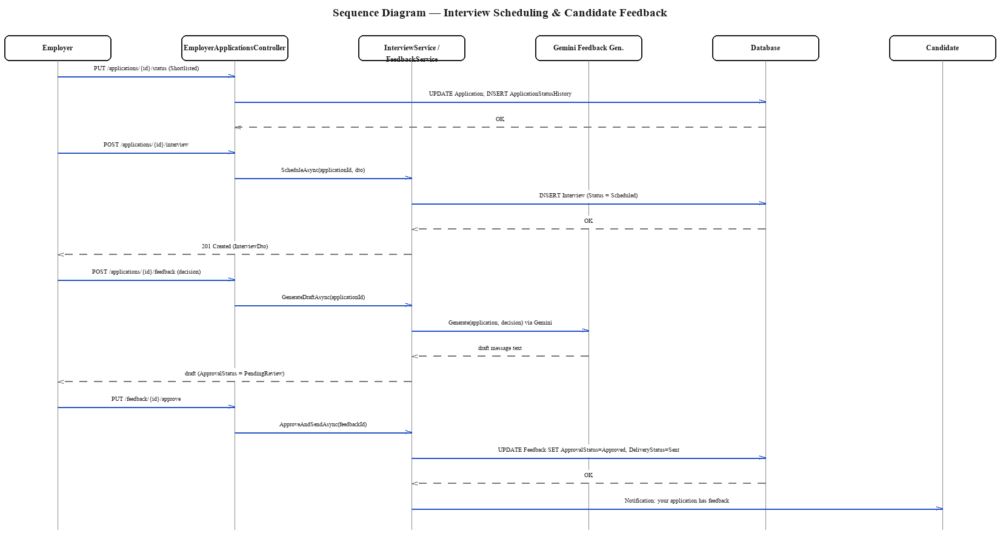 Sequence Diagram — Interview Scheduling & Candidate Feedback
Employer
EmployerApplicationsController
InterviewService /
FeedbackService
Gemini Feedback Gen.
Database
Candidate
PUT /applications/{id}/status (Shortlisted)
UPDATE Application; INSERT ApplicationStatusHistory
OK
POST /applications/{id}/interview
ScheduleAsync(applicationId, dto)
INSERT Interview (Status = Scheduled)
OK
201 Created (InterviewDto)
POST /applications/{id}/feedback (decision)
GenerateDraftAsync(applicationId)
Generate(application, decision) via Gemini
draft message text
draft (ApprovalStatus = PendingReview)
PUT /feedback/{id}/approve
ApproveAndSendAsync(feedbackId)
UPDATE Feedback SET ApprovalStatus=Approved, DeliveryStatus=Sent
OK
Notification: your application has feedback